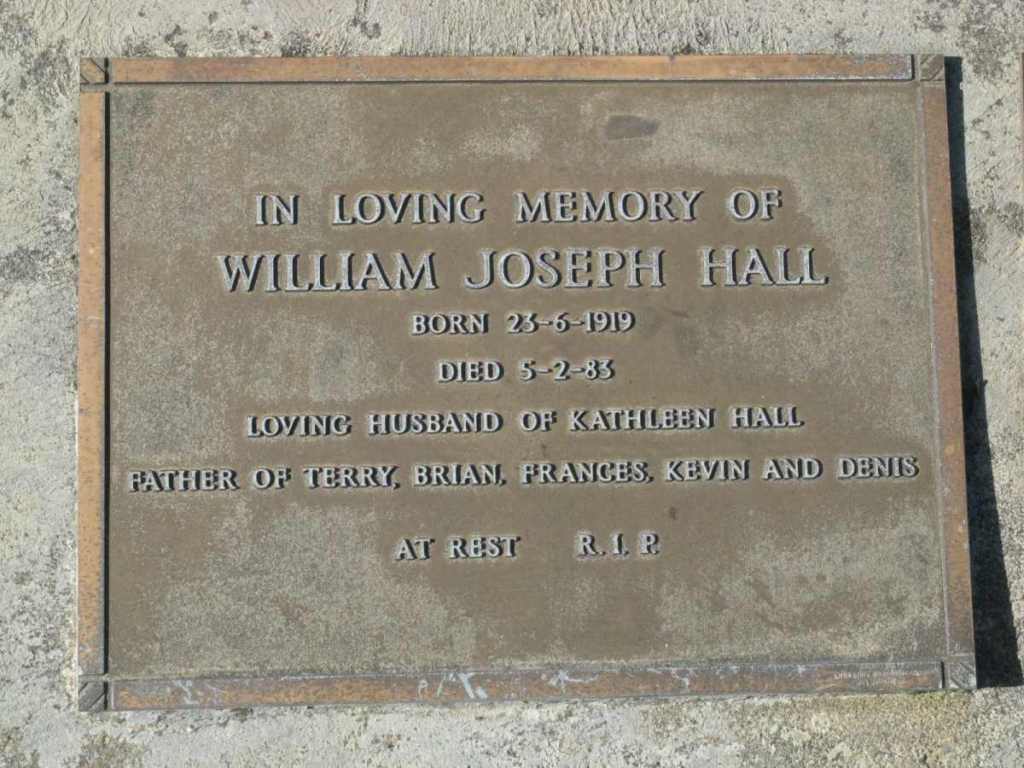 IN LOVING MEMORY OF
WILLIAM JOSEPH HALL
BORN 23-6-1919
DIED 5-2-83
LOVING HUSBAND OF KATHLEEN HALL
FATHER OF TERRY, BRIAN, FRANCES, KEVIN AND DENIS
AT REST R.I.P.